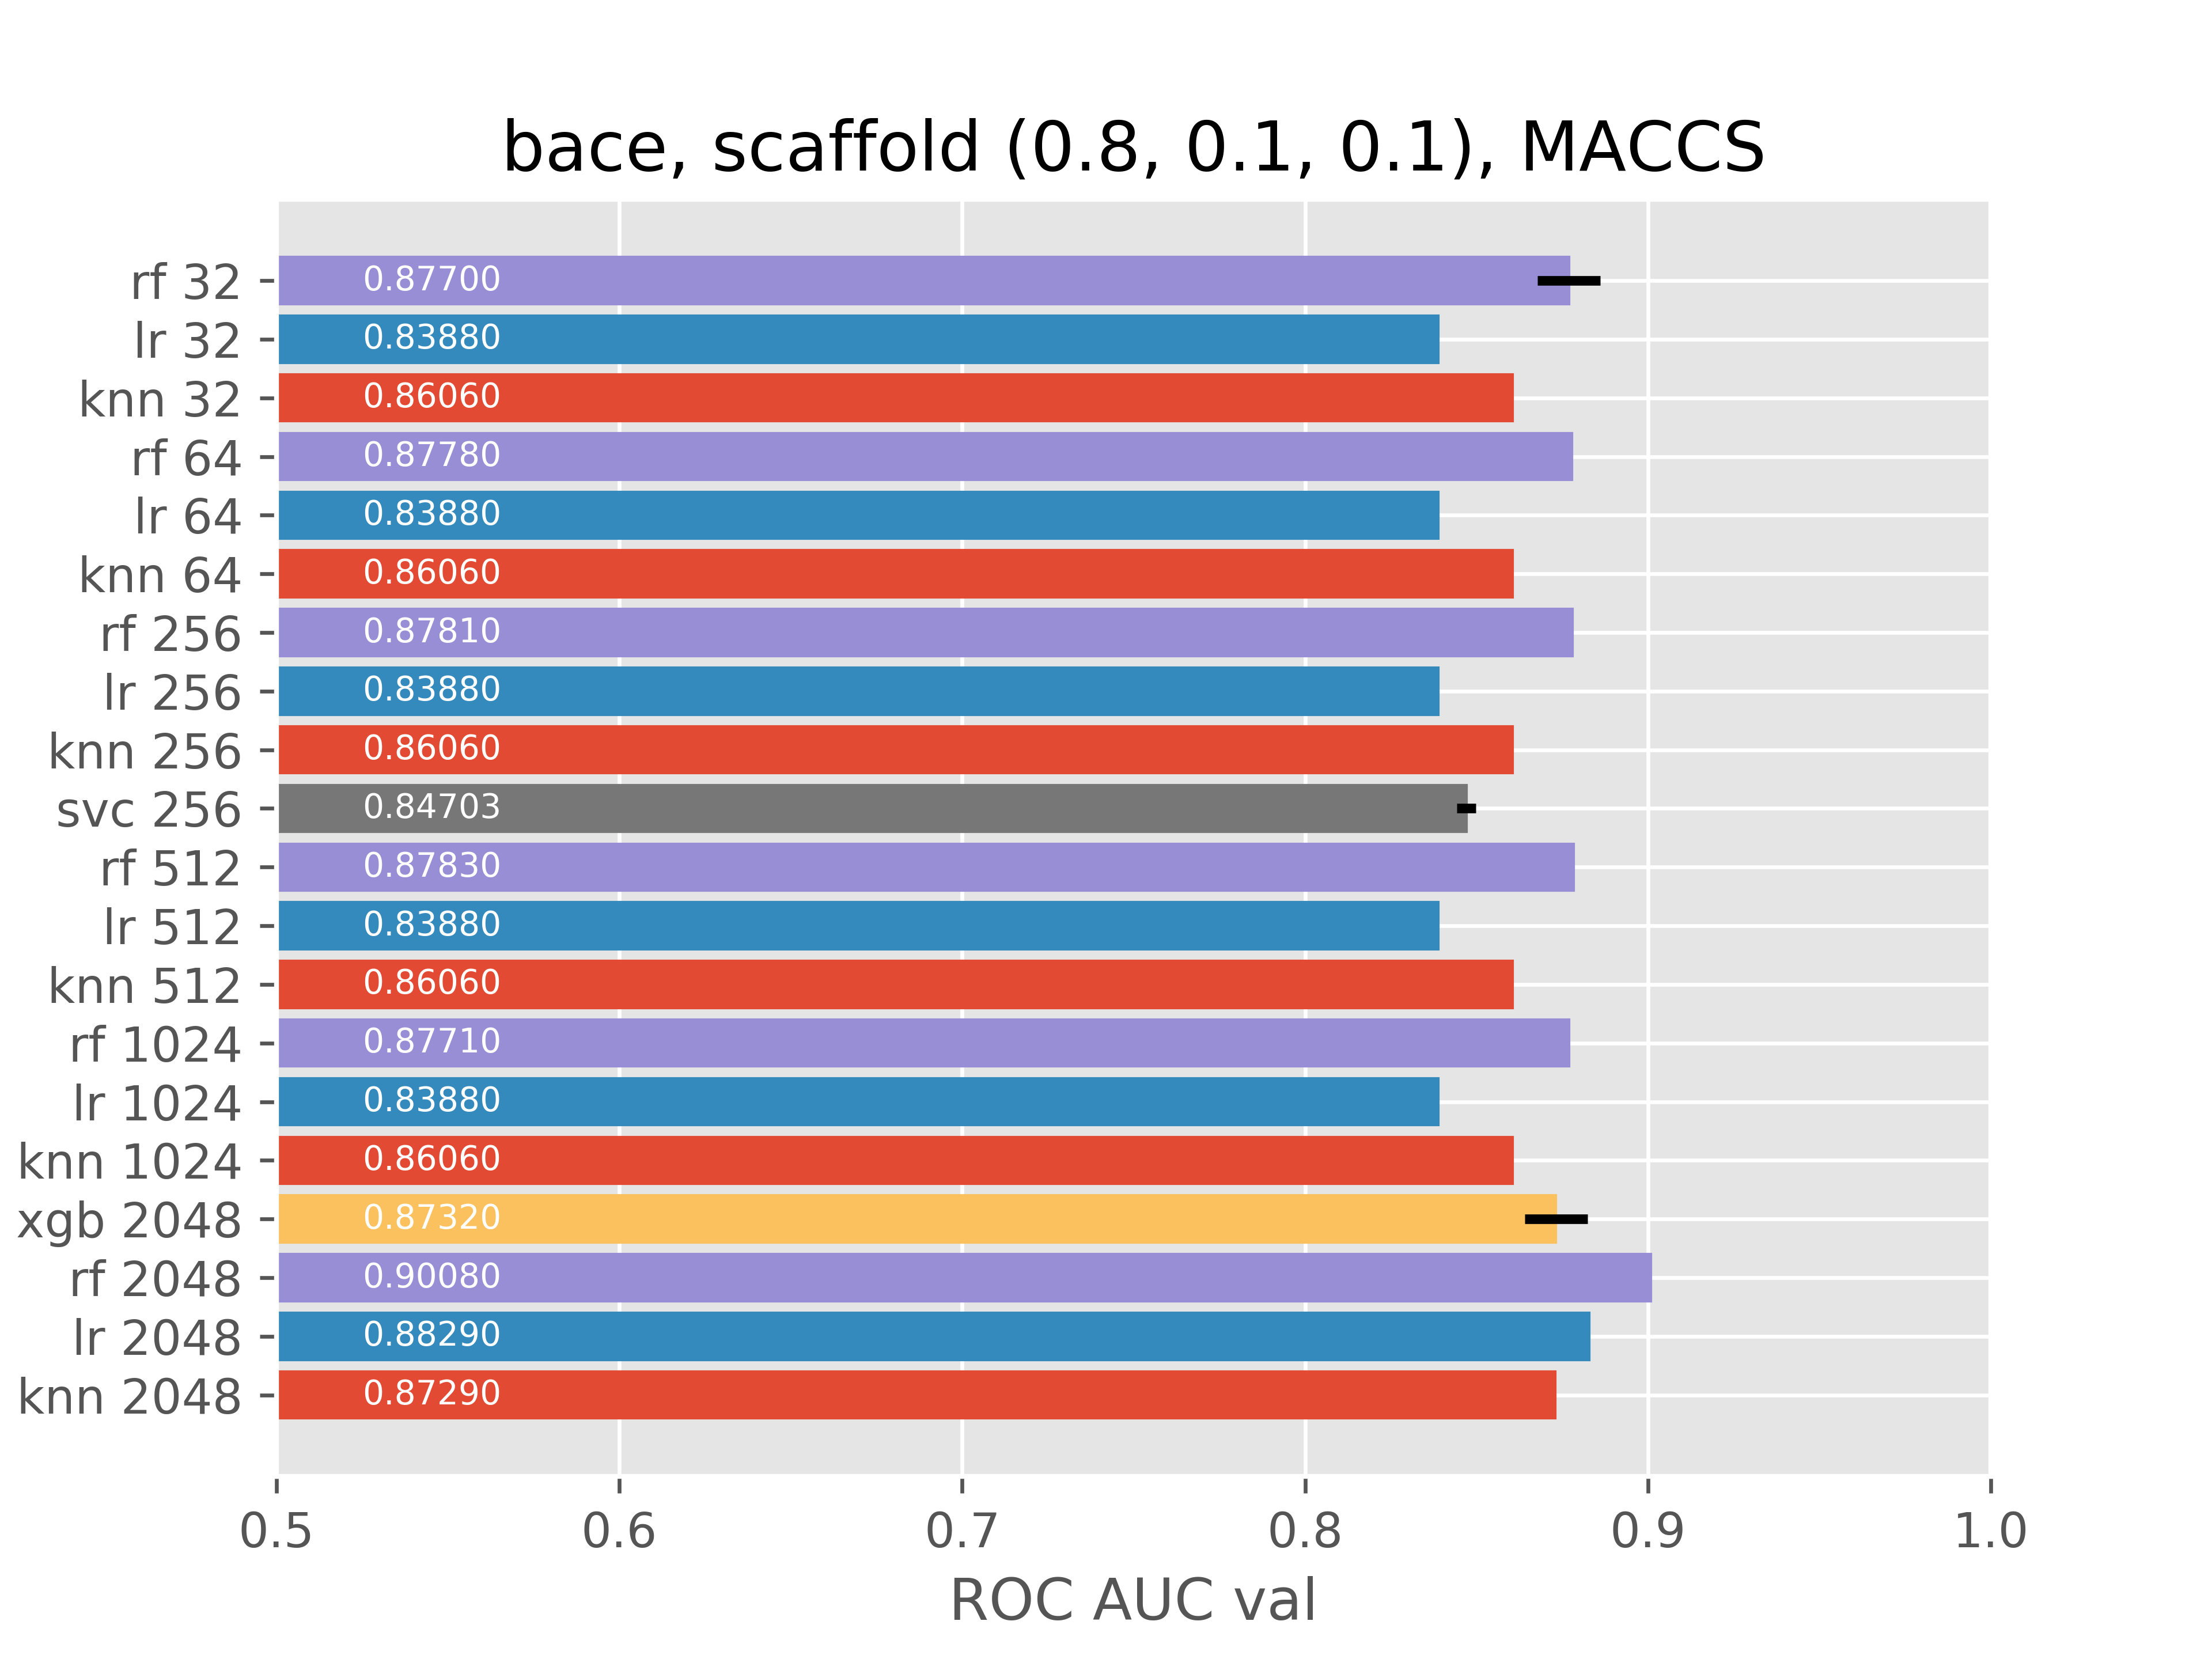 bace, scaffold (0.8, 0.1, 0.1), MACCS
rf 32 0.87700
lr 32 0.83880
knn 32 0.86060
rf 64 0.87780
lr 64 0.83880
knn 64 0.86060
rf 256 0.87810
lr 256 0.83880
knn 256 0.86060
svc 256 0.84703
rf 512 0.87830
lr 512 0.83880
knn 512 0.86060
rf 1024 0.87710
lr 1024 0.83880
knn 1024 0.86060
xgb 2048 0.87320
rf 2048 0.90080
lr 2048 0.88290
knn 2048 0.87290
0.5 0.6 0.7 0.8 0.9 1.0
ROC AUC val